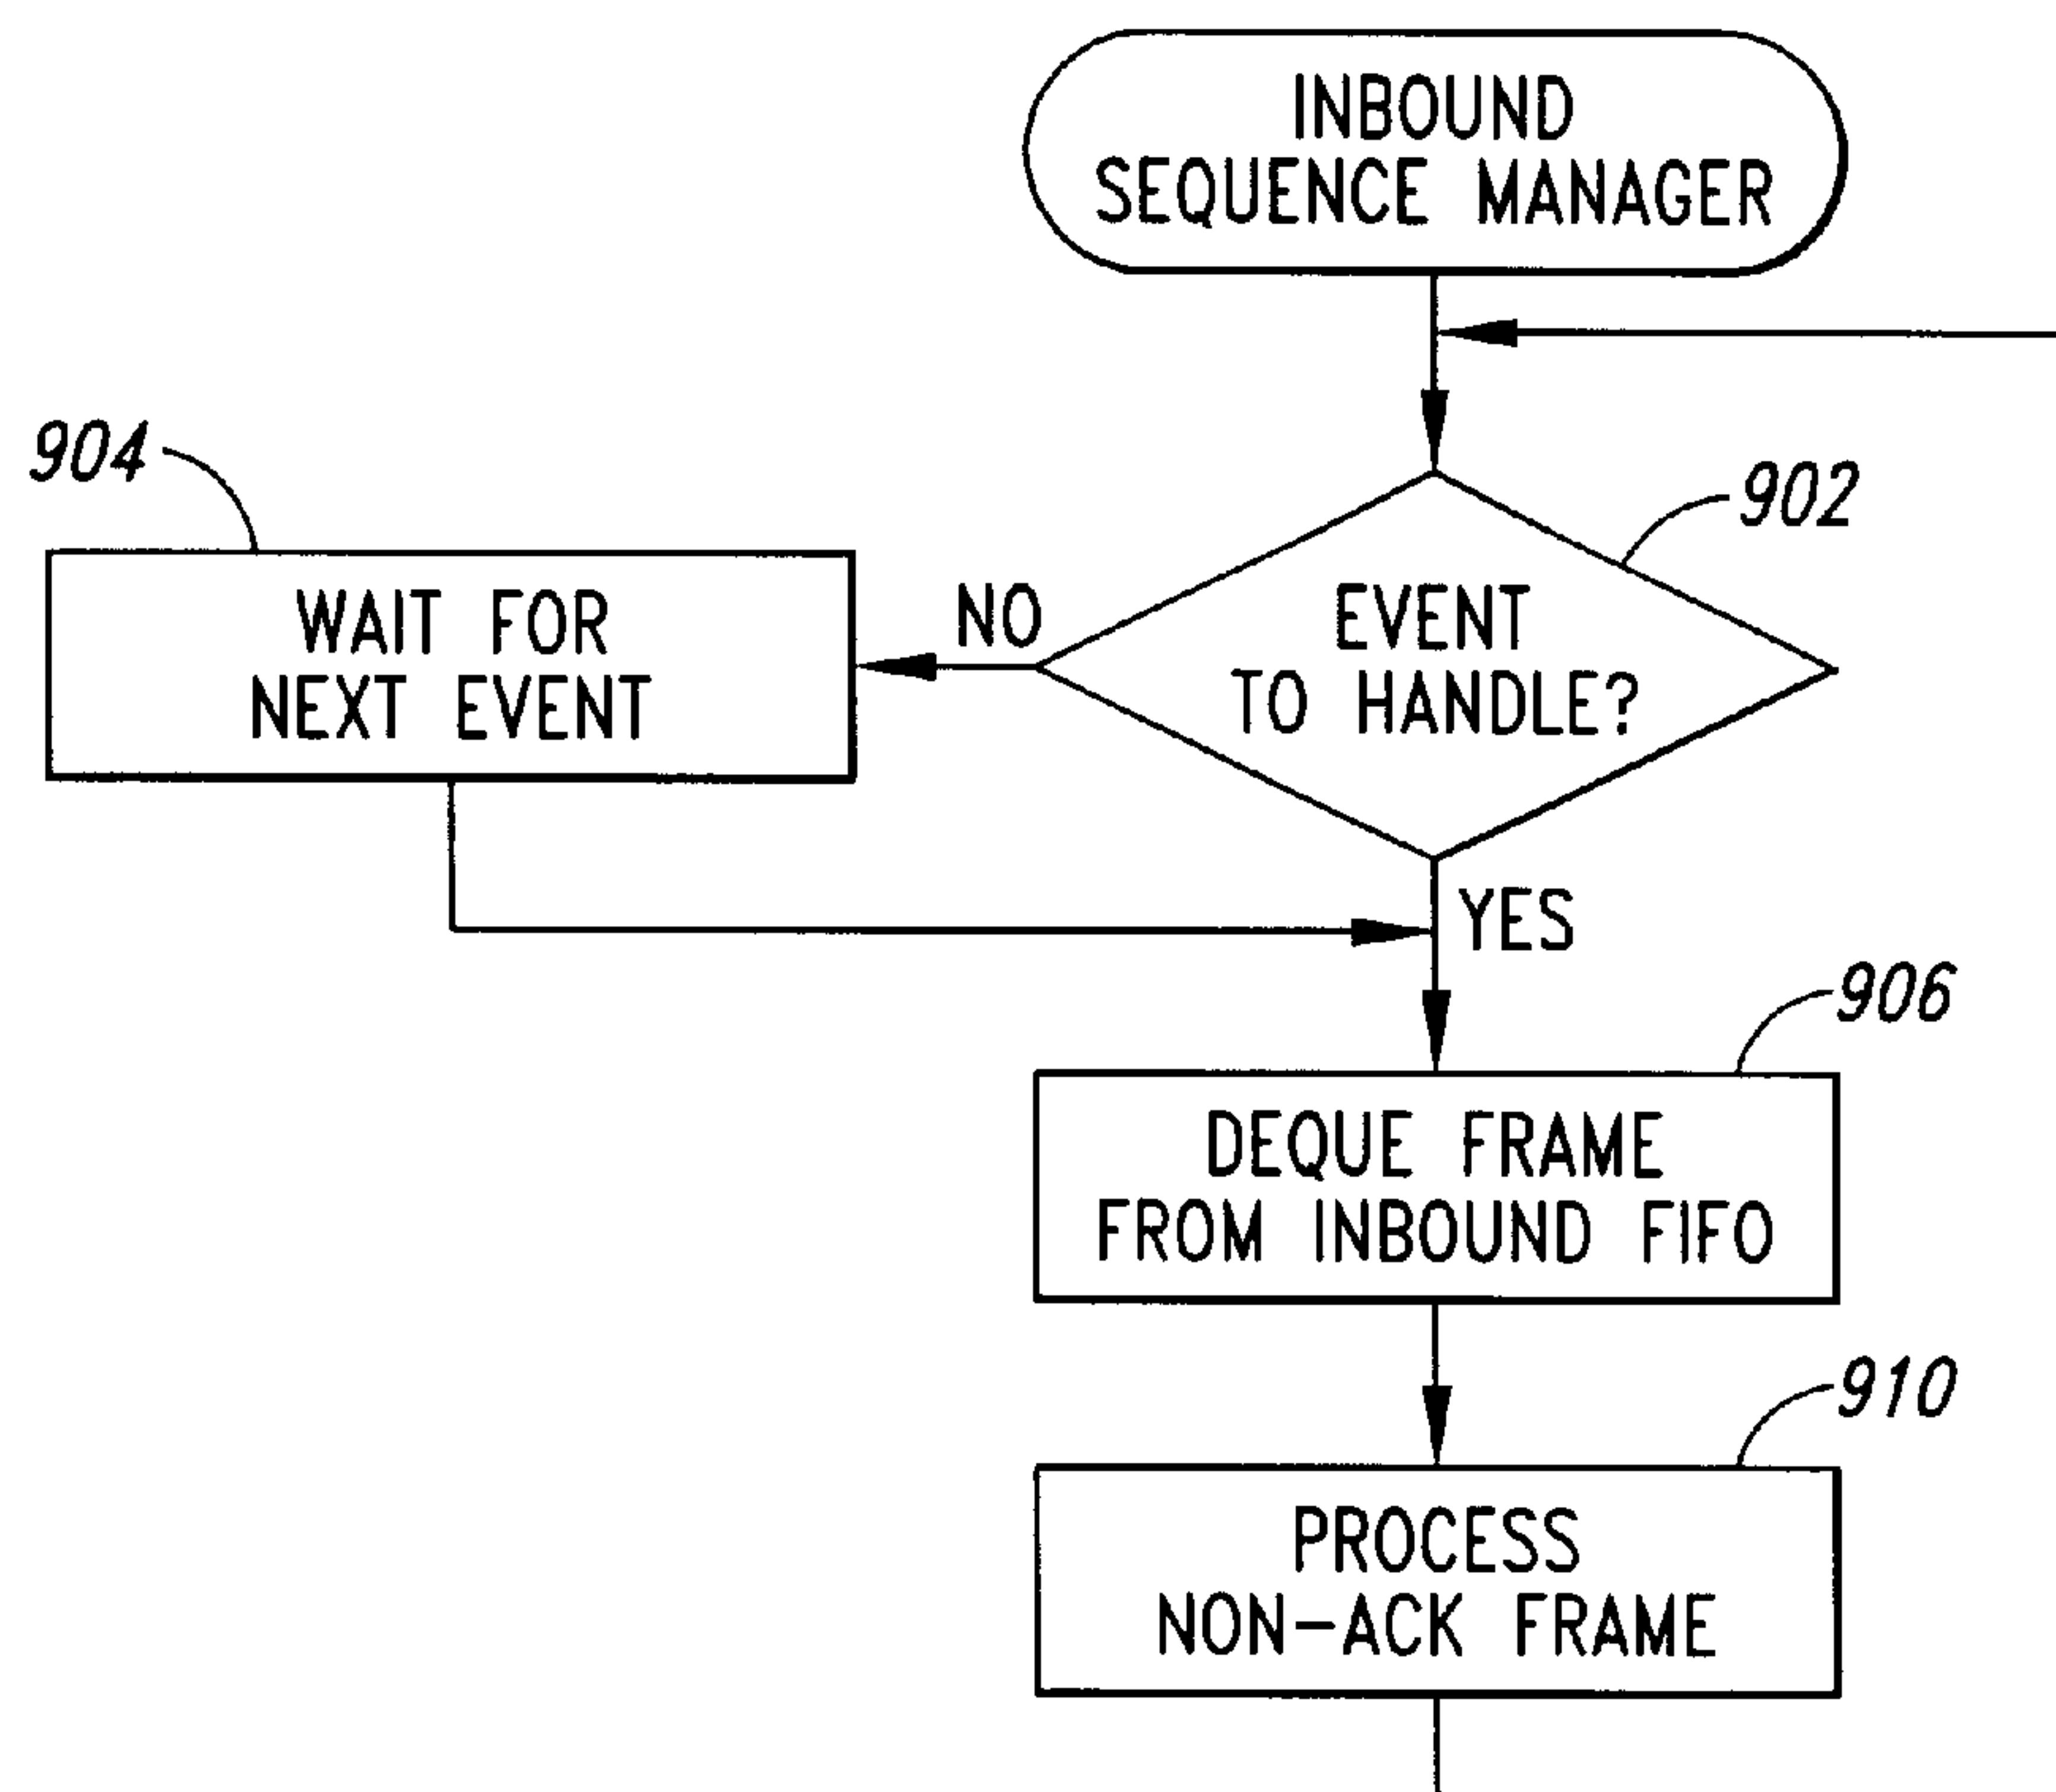 INBOUND
SEQUENCE MANAGER
904
902
WAIT FOR
NEXT EVENT
NO
EVENT
TO HANDLE?
YES
906
DEQUE FRAME
FROM INBOUND FIFO
910
PROCESS
NON-ACK FRAME